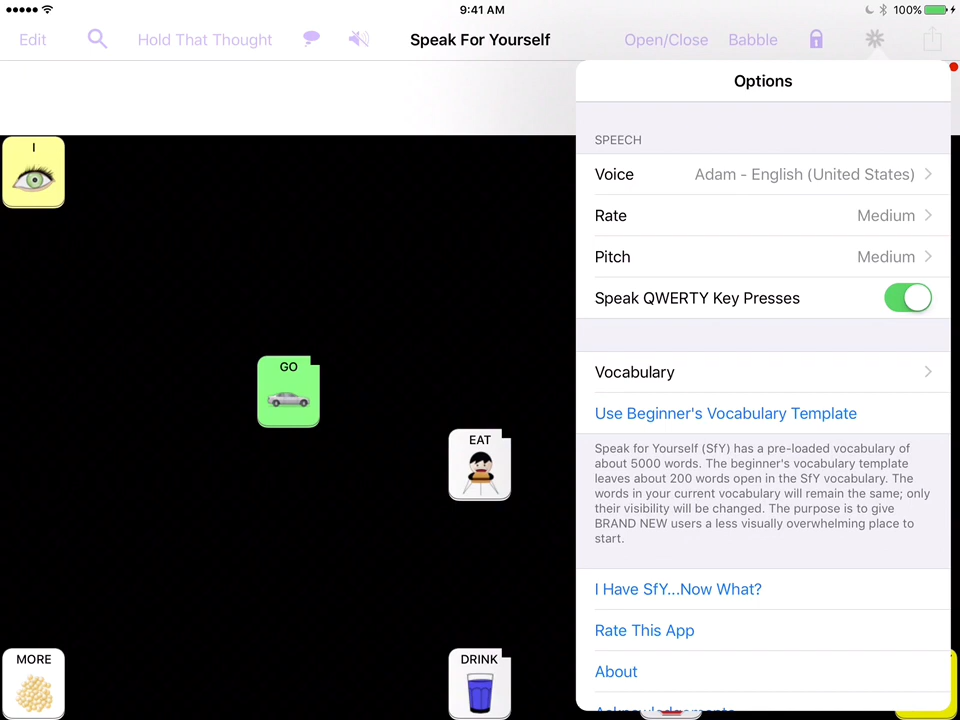 9:41 AM
100%
Edit
Hold That Thought
Speak For Yourself
Open/Close
Babble
Options
SPEECH
Voice Adam - English (United States)
Rate Medium
Pitch Medium
Speak QWERTY Key Presses
Vocabulary
Use Beginner's Vocabulary Template
Speak for Yourself (SfY) has a pre-loaded vocabulary of
about 5000 words. The beginner's vocabulary template
leaves about 200 words open in the SfY vocabulary. The
words in your current vocabulary will remain the same; only
their visibility will be changed. The purpose is to give
BRAND NEW users a less visually overwhelming place to
start.
I Have SfY...Now What?
Rate This App
About
Acknowledgements
I
GO
EAT
MORE
DRINK